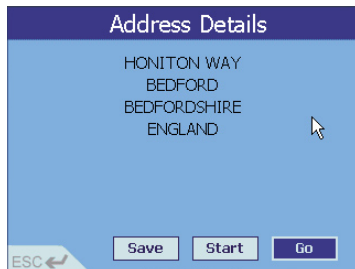 Address Details
HONITON WAY
BEDFORD
BEDFORDSHIRE
ENGLAND
Save Start Go
ESC